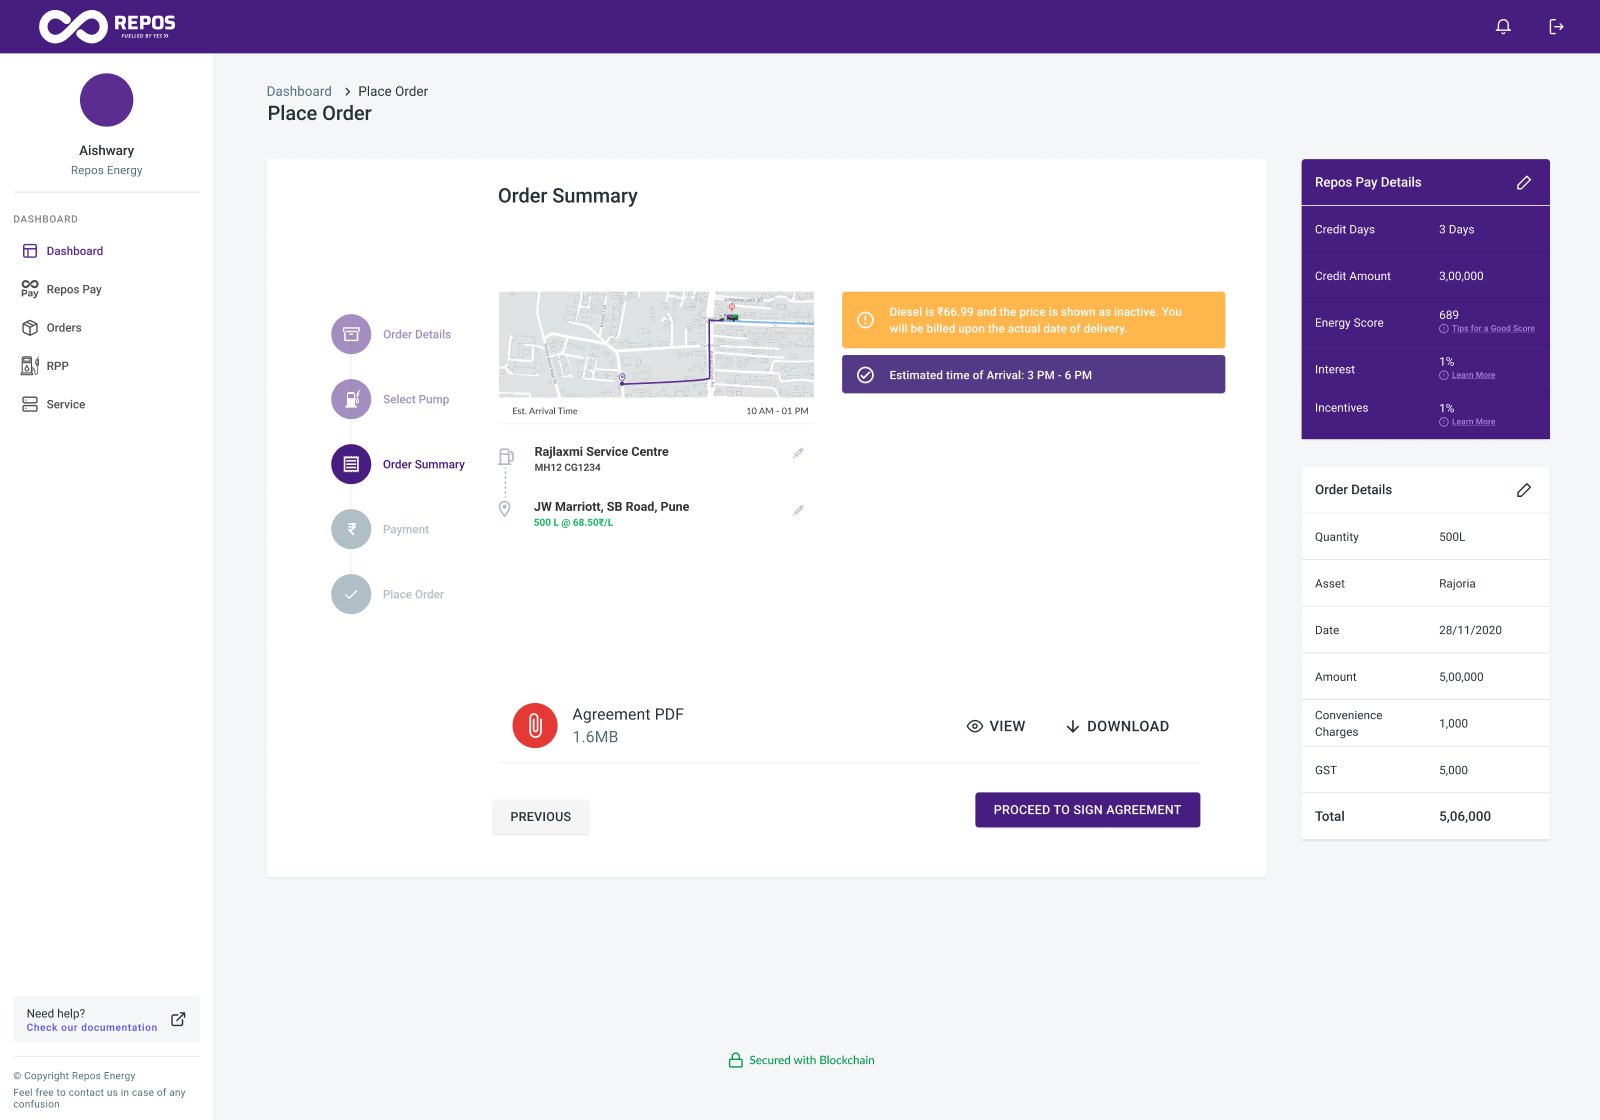 REPOS
FUELLED BY YES
Aishwary
Repos Energy
DASHBOARD
Dashboard
Pay
Repos Pay
Orders
RPP
Service
Need help?
Check our documentation
© Copyright Repos Energy
Feel free to contact us in case of any
confusion
Dashboard > Place Order
Place Order
Order Summary
Order Details
Select Pump
Order Summary
₹
Payment
Place Order
Est. Arrival Time
10 AM - 01 PM
Diesel is ₹66.99 and the price is shown as inactive. You
will be billed upon the actual date of delivery.
Estimated time of Arrival: 3 PM - 6 PM
Rajlaxmi Service Centre
MH12 CG1234
JW Marriott, SB Road, Pune
500 L @ 68.50₹/L
Agreement PDF
1.6MB
VIEW
DOWNLOAD
PREVIOUS
PROCEED TO SIGN AGREEMENT
Repos Pay Details
Credit Days 3 Days
Credit Amount 3,00,000
Energy Score 689
Tips for a Good Score
Interest 1%
Learn More
Incentives 1%
Learn More
Order Details
Quantity 500L
Asset Rajoria
Date 28/11/2020
Amount 5,00,000
Convenience
Charges 1,000
GST 5,000
Total 5,06,000
Secured with Blockchain